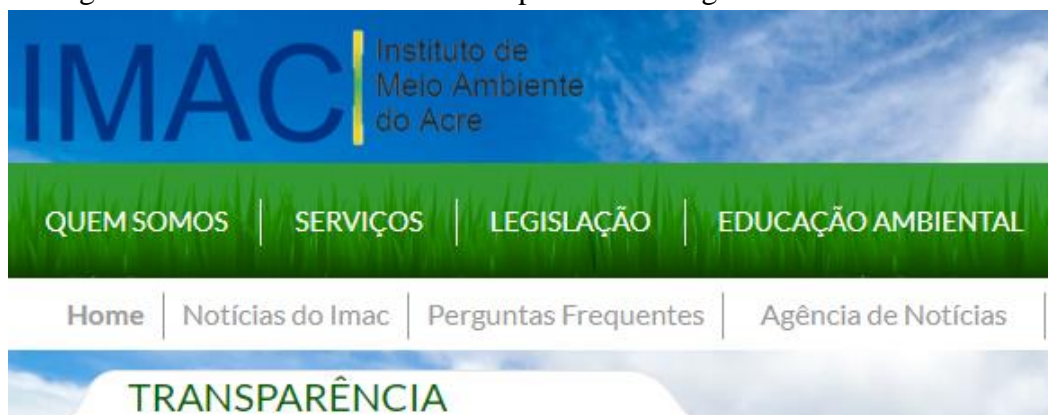 IMAC
Instituto de
Meio Ambiente
do Acre
QUEM SOMOS | SERVIÇOS | LEGISLAÇÃO | EDUCAÇÃO AMBIENTAL
Home | Notícias do Imac | Perguntas Frequentes | Agência de Notícias |
TRANSPARÊNCIA